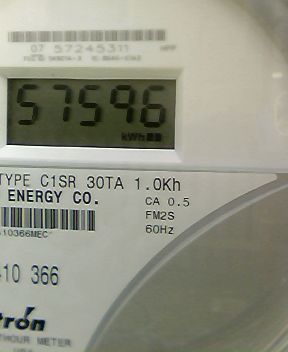 07 57245311
57596
kWh
TYPE C1SR 30TA 1.0Kh
ENERGY CO.
CA 0.5
FM2S
60Hz
10366MEC
10 366
trón
HOUR METER